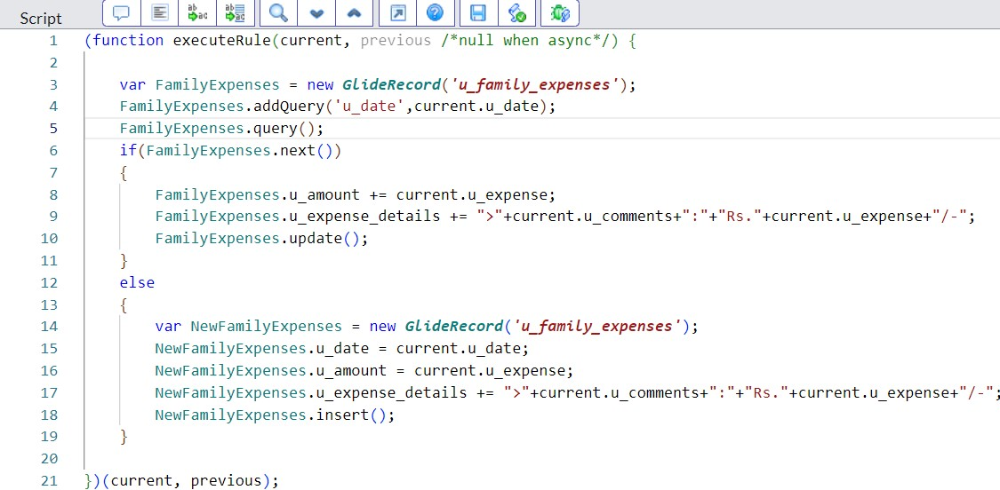 Script
1 (function executeRule(current, previous /*null when async*/) {
2
3 var FamilyExpenses = new GlideRecord('u_family_expenses');
4 FamilyExpenses.addQuery('u_date',current.u_date);
5 FamilyExpenses.query();
6 if(FamilyExpenses.next())
7 {
8 FamilyExpenses.u_amount += current.u_expense;
9 FamilyExpenses.u_expense_details += ">"+current.u_comments+":"+"Rs."+current.u_expense+"/-";
10 FamilyExpenses.update();
11 }
12 else
13 {
14 var NewFamilyExpenses = new GlideRecord('u_family_expenses');
15 NewFamilyExpenses.u_date = current.u_date;
16 NewFamilyExpenses.u_amount = current.u_expense;
17 NewFamilyExpenses.u_expense_details += ">"+current.u_comments+":"+"Rs."+current.u_expense+"/-";
18 NewFamilyExpenses.insert();
19 }
20
21 })(current, previous);